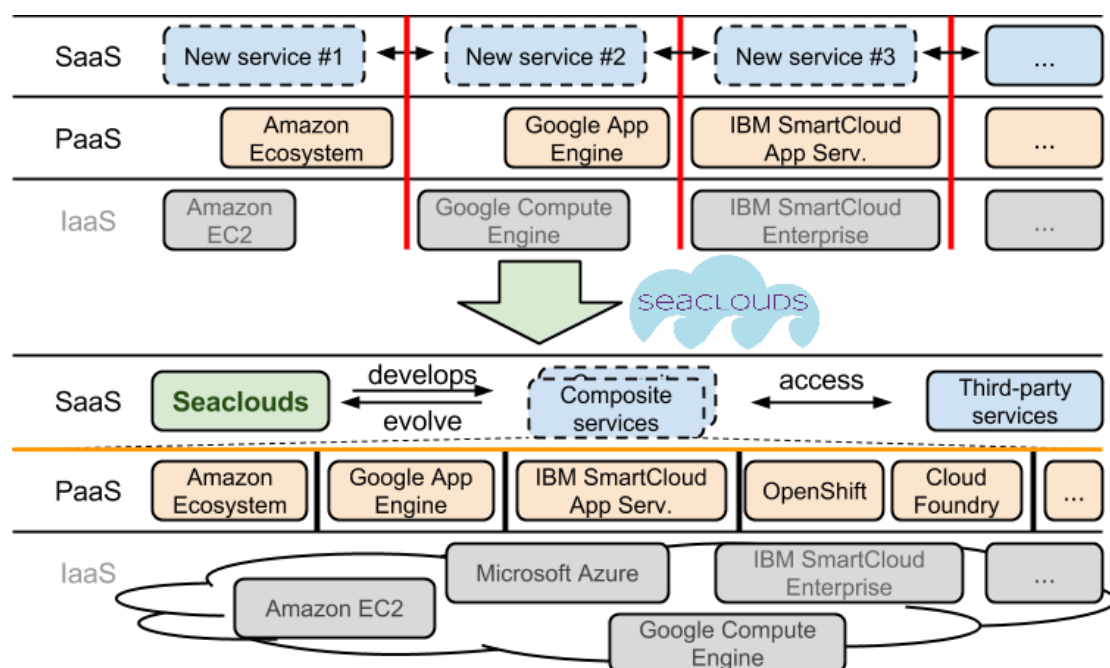 SaaS
New service #1
New service #2
New service #3
...
PaaS
Amazon
Ecosystem
Google App
Engine
IBM SmartCloud
App Serv.
...
IaaS
Amazon
EC2
Google Compute
Engine
IBM SmartCloud
Enterprise
...
SEACLOUDS
SaaS
Seaclouds
develops
evolve
Composite
services
access
Third-party
services
PaaS
Amazon
Ecosystem
Google App
Engine
IBM SmartCloud
App Serv.
OpenShift
Cloud
Foundry
...
IaaS
Amazon EC2
Microsoft Azure
IBM SmartCloud
Enterprise
...
Google Compute
Engine